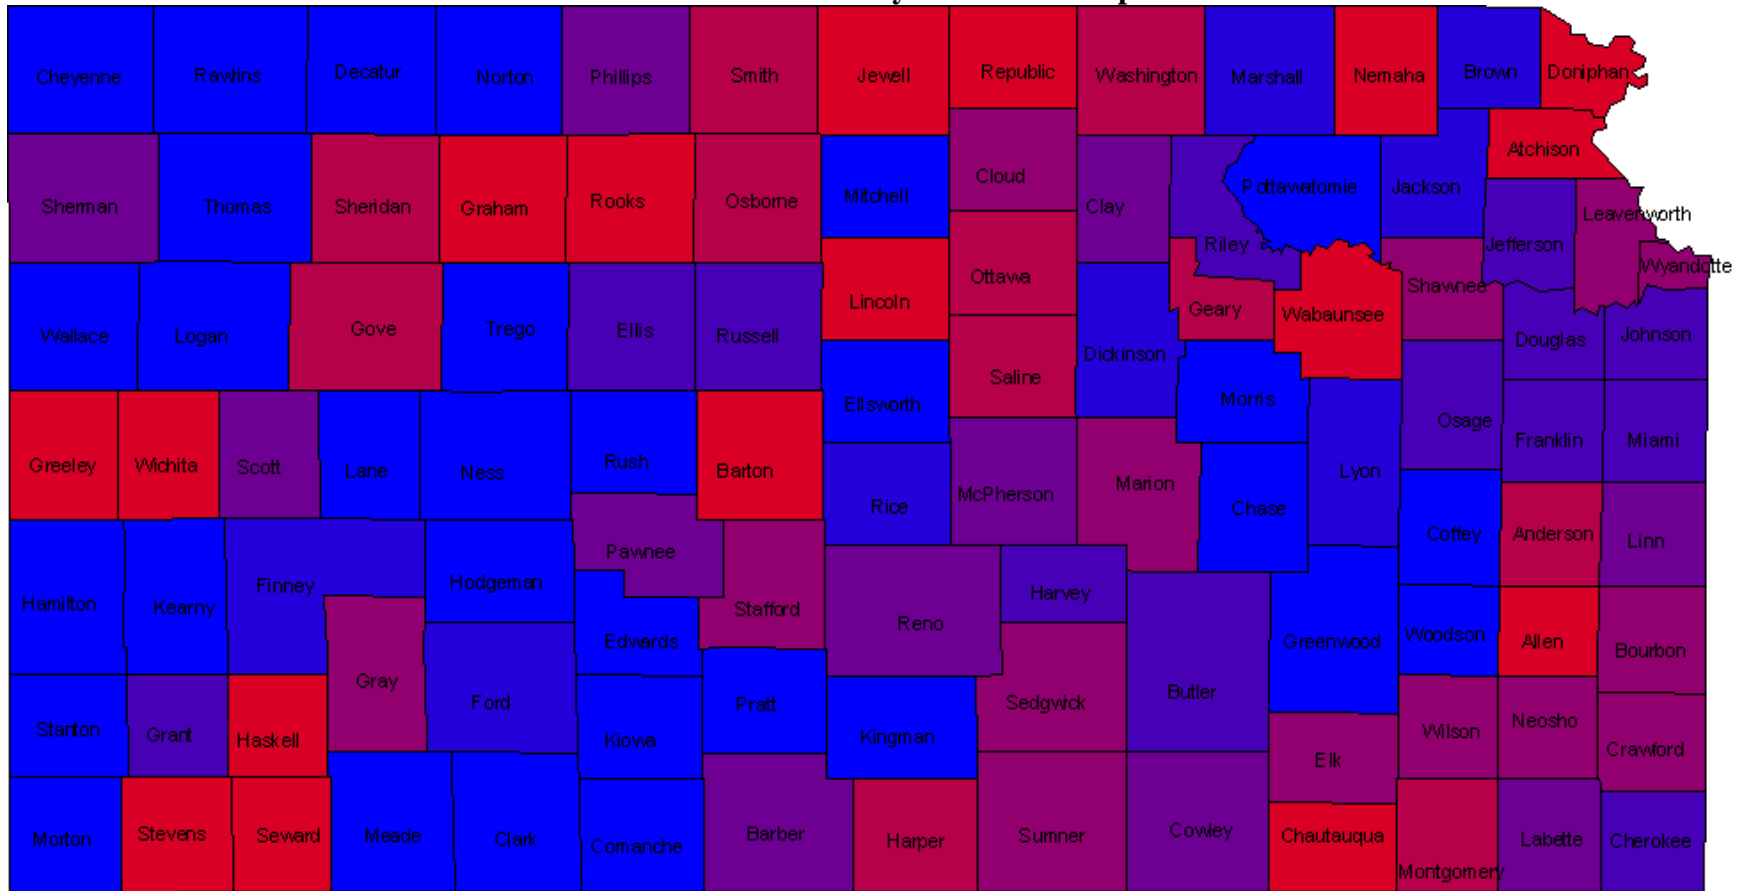 Cheyenne
Rawlins
Decatur
Norton
Phillips
Smith
Jewell
Republic
Washington
Marshall
Nemaha
Brown
Doniphan
Sherman
Thomas
Sheridan
Graham
Rooks
Osborne
Mitchell
Cloud
Clay
Riley
Pottawatomie
Jackson
Atchison
Jefferson
Leavenworth
Wyandotte
Wallace
Logan
Gove
Trego
Ellis
Russell
Lincoln
Ottawa
Geary
Wabaunsee
Shawnee
Douglas
Johnson
Ellsworth
Saline
Dickinson
Morris
Osage
Franklin
Miami
Greeley
Wichita
Scott
Lane
Ness
Rush
Barton
Rice
McPherson
Marion
Chase
Lyon
Coffey
Anderson
Linn
Hamilton
Kearny
Finney
Hodgeman
Pawnee
Edwards
Stafford
Reno
Harvey
Greenwood
Woodson
Allen
Bourbon
Stanton
Grant
Haskell
Gray
Ford
Kiowa
Pratt
Kingman
Sedgwick
Butler
Elk
Wilson
Neosho
Crawford
Morton
Stevens
Seward
Meade
Clark
Comanche
Barber
Harper
Sumner
Cowley
Chautauqua
Montgomery
Labette
Cherokee